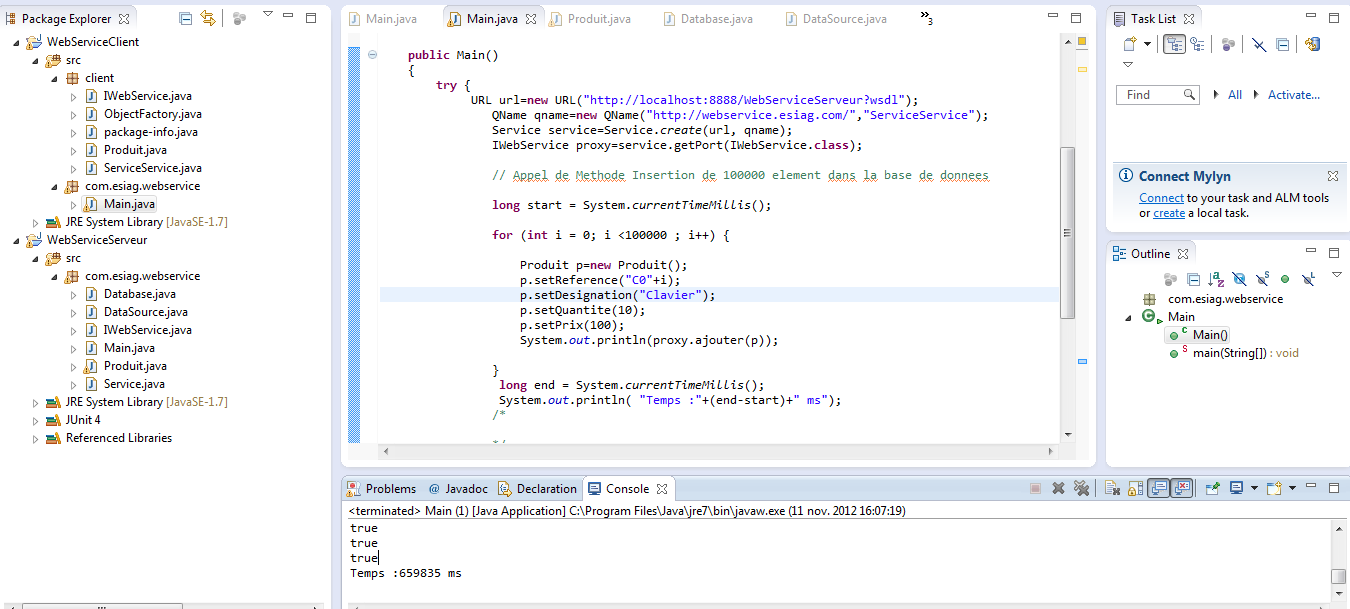 Package Explorer
WebServiceClient
src
client
IWebService.java
ObjectFactory.java
package-info.java
Produit.java
ServiceService.java
com.esiag.webservice
Main.java
JRE System Library [JavaSE-1.7]
WebServiceServeur
src
com.esiag.webservice
Database.java
DataSource.java
IWebService.java
Main.java
Produit.java
Service.java
JRE System Library [JavaSE-1.7]
JUnit 4
Referenced Libraries
Main.java Main.java Produit.java Database.java DataSource.java »3
public Main()
{
try {
URL url=new URL("http://localhost:8888/WebServiceServeur?wsdl");
QName qname=new QName("http://webservice.esiag.com/","ServiceService");
Service service=Service.create(url, qname);
IWebService proxy=service.getPort(IWebService.class);
// Appel de Methode Insertion de 100000 element dans la base de donnees
long start = System.currentTimeMillis();
for (int i = 0; i <100000 ; i++) {
Produit p=new Produit();
p.setReference("C0"+i);
p.setDesignation("Clavier");
p.setQuantite(10);
p.setPrix(100);
System.out.println(proxy.ajouter(p));
}
long end = System.currentTimeMillis();
System.out.println( "Temps :"+(end-start)+" ms");
/*
*/
Task List
Find All Activate...
Connect Mylyn
Connect to your task and ALM tools
or create a local task.
Outline
com.esiag.webservice
Main
Main()
main(String[]) : void
Problems @ Javadoc Declaration Console
<terminated> Main (1) [Java Application] C:\Program Files\Java\jre7\bin\javaw.exe (11 nov. 2012 16:07:19)
true
true
true
Temps :659835 ms